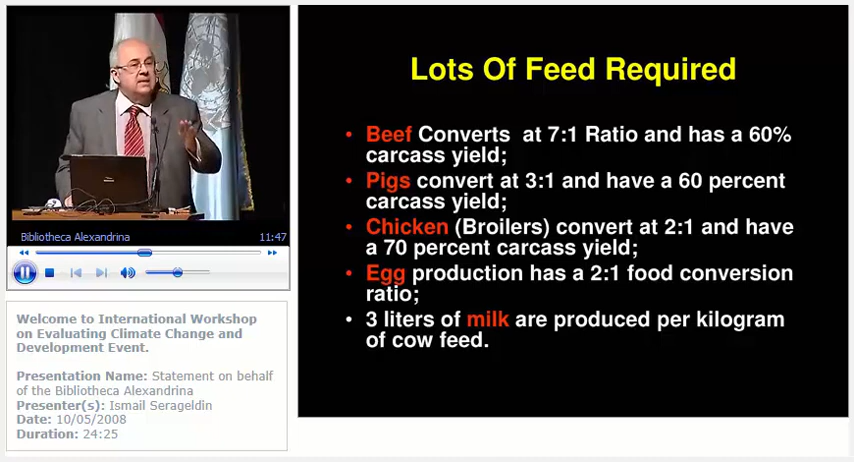 Bibliotheca Alexandrina 11:47
Welcome to International Workshop
on Evaluating Climate Change and
Development Event.
Presentation Name: Statement on behalf
of the Bibliotheca Alexandrina
Presenter(s): Ismail Serageldin
Date: 10/05/2008
Duration: 24:25
Lots Of Feed Required
• Beef Converts at 7:1 Ratio and has a 60%
carcass yield;
• Pigs convert at 3:1 and have a 60 percent
carcass yield;
• Chicken (Broilers) convert at 2:1 and have
a 70 percent carcass yield;
• Egg production has a 2:1 food conversion
ratio;
• 3 liters of milk are produced per kilogram
of cow feed.